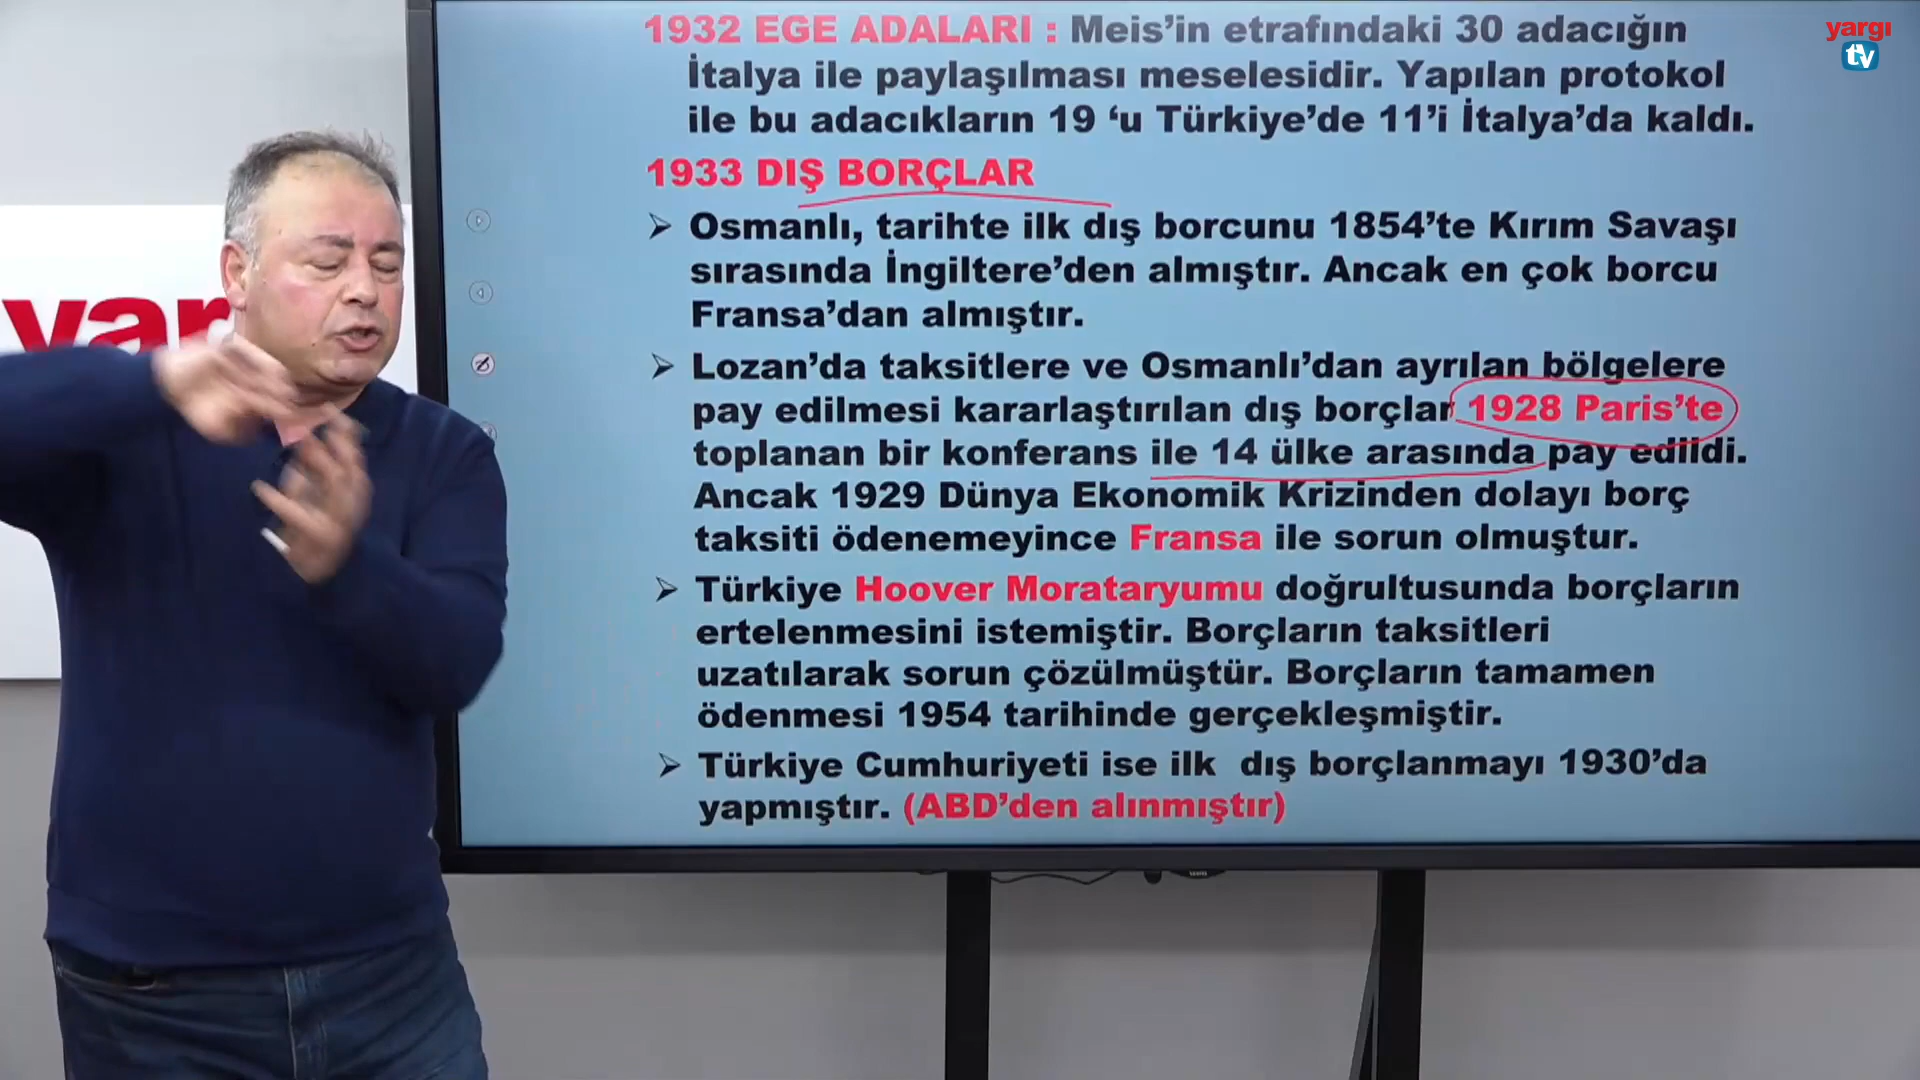 yargı
tv
1932 EGE ADALARI : Meis’in etrafındaki 30 adacığın
İtalya ile paylaşılması meselesidir. Yapılan protokol
ile bu adacıkların 19 ‘u Türkiye’de 11’i İtalya’da kaldı.
1933 DIŞ BORÇLAR
➢ Osmanlı, tarihte ilk dış borcunu 1854’te Kırım Savaşı
sırasında İngiltere’den almıştır. Ancak en çok borcu
Fransa’dan almıştır.
➢ Lozan’da taksitlere ve Osmanlı’dan ayrılan bölgelere
pay edilmesi kararlaştırılan dış borçlar 1928 Paris’te
toplanan bir konferans ile 14 ülke arasında pay edildi.
Ancak 1929 Dünya Ekonomik Krizinden dolayı borç
taksiti ödenemeyince Fransa ile sorun olmuştur.
➢ Türkiye Hoover Morataryumu doğrultusunda borçların
ertelenmesini istemiştir. Borçların taksitleri
uzatılarak sorun çözülmüştür. Borçların tamamen
ödenmesi 1954 tarihinde gerçekleşmiştir.
➢ Türkiye Cumhuriyeti ise ilk dış borçlanmayı 1930’da
yapmıştır. (ABD’den alınmıştır)
yar